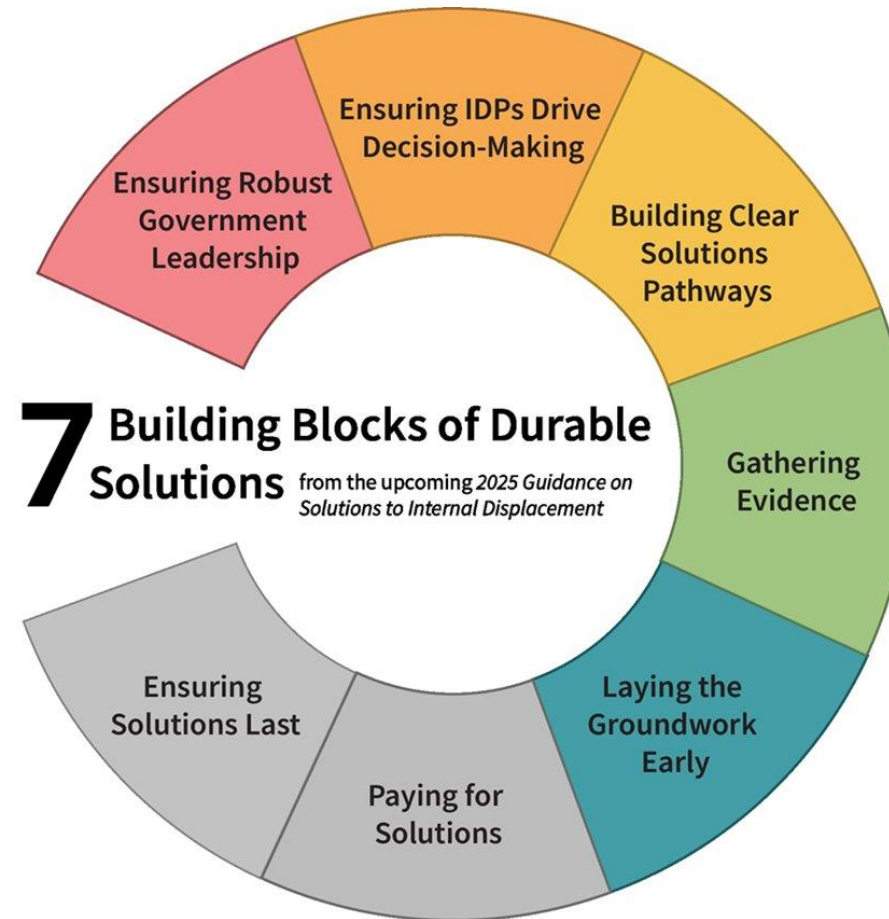 Ensuring Robust
Government
Leadership
Ensuring IDPs Drive
Decision-Making
Building Clear
Solutions
Pathways
Gathering
Evidence
Laying the
Groundwork
Early
Paying for
Solutions
Ensuring
Solutions Last
7 Building Blocks of Durable
Solutions from the upcoming 2025 Guidance on
Solutions to Internal Displacement